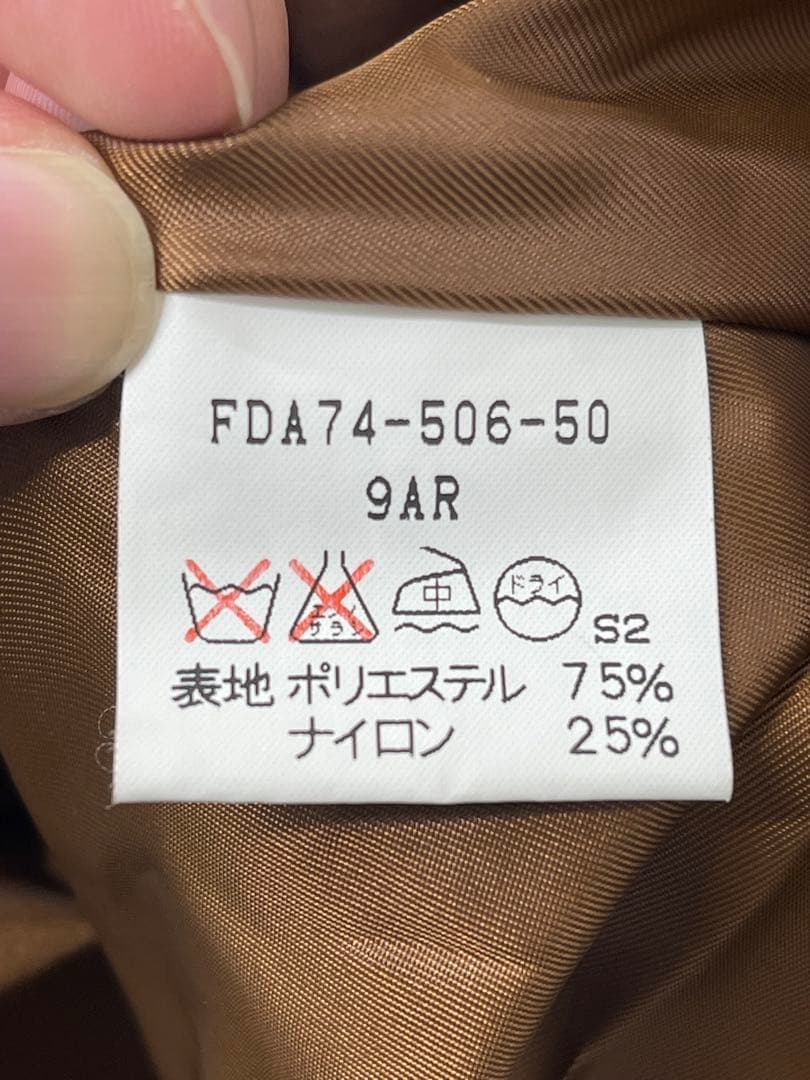 FDA74-506-50
9AR
エンソサラシ 中 ドライ S2
表地 ポリエステル 75%
ナイロン 25%